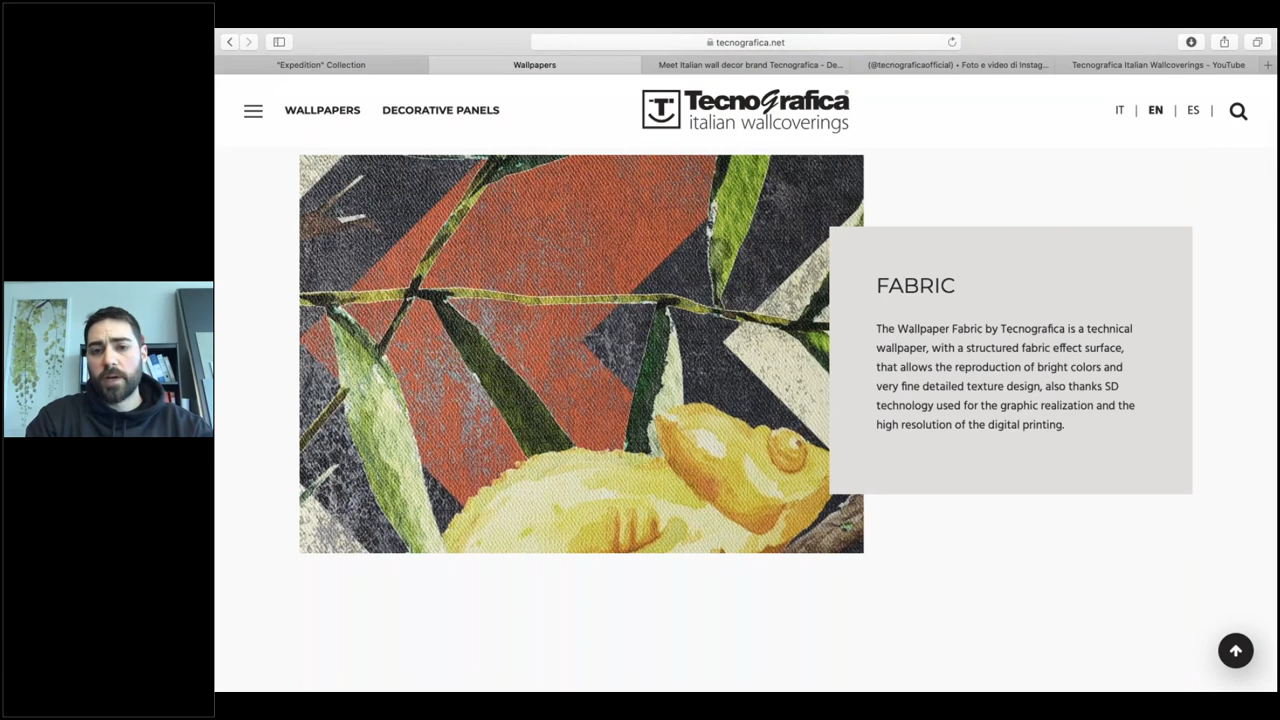 tecnografica.net
"Expedition" Collection
Wallpapers
Meet Italian wall decor brand Tecnografica - De...
(@tecnograficaofficial) • Foto e video di Instag...
Tecnografica Italian Wallcoverings - YouTube
WALLPAPERS
DECORATIVE PANELS
TecnoGrafica®
italian wallcoverings
IT | EN | ES |
FABRIC
The Wallpaper Fabric by Tecnografica is a technical
wallpaper, with a structured fabric effect surface,
that allows the reproduction of bright colors and
very fine detailed texture design, also thanks SD
technology used for the graphic realization and the
high resolution of the digital printing.